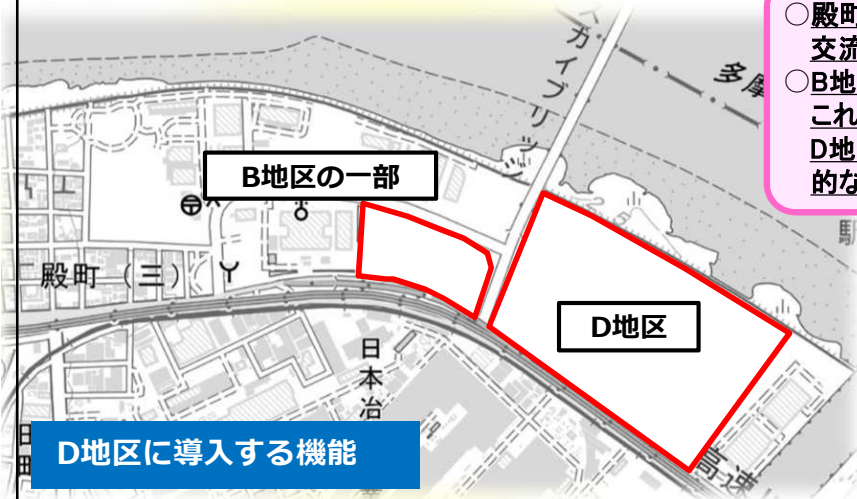 ○殿町
交流
○B地
これ
D地
的な
スカイブリッジ
多摩
B地区の一部
殿町（三）
D地区
日本冶
D地区に導入する機能
高速